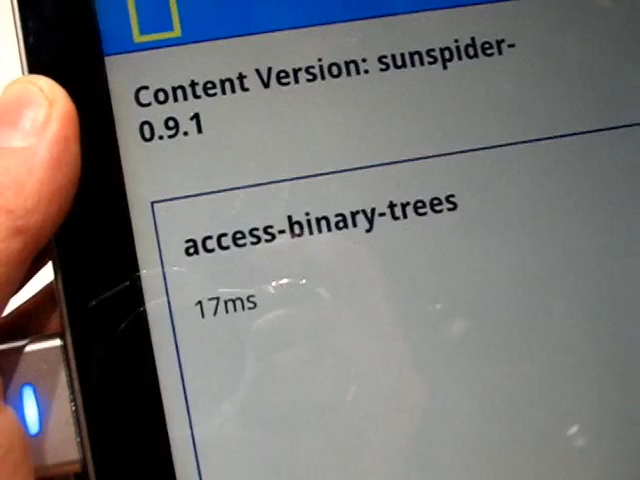 Content Version: sunspider-
0.9.1
access-binary-trees
17ms